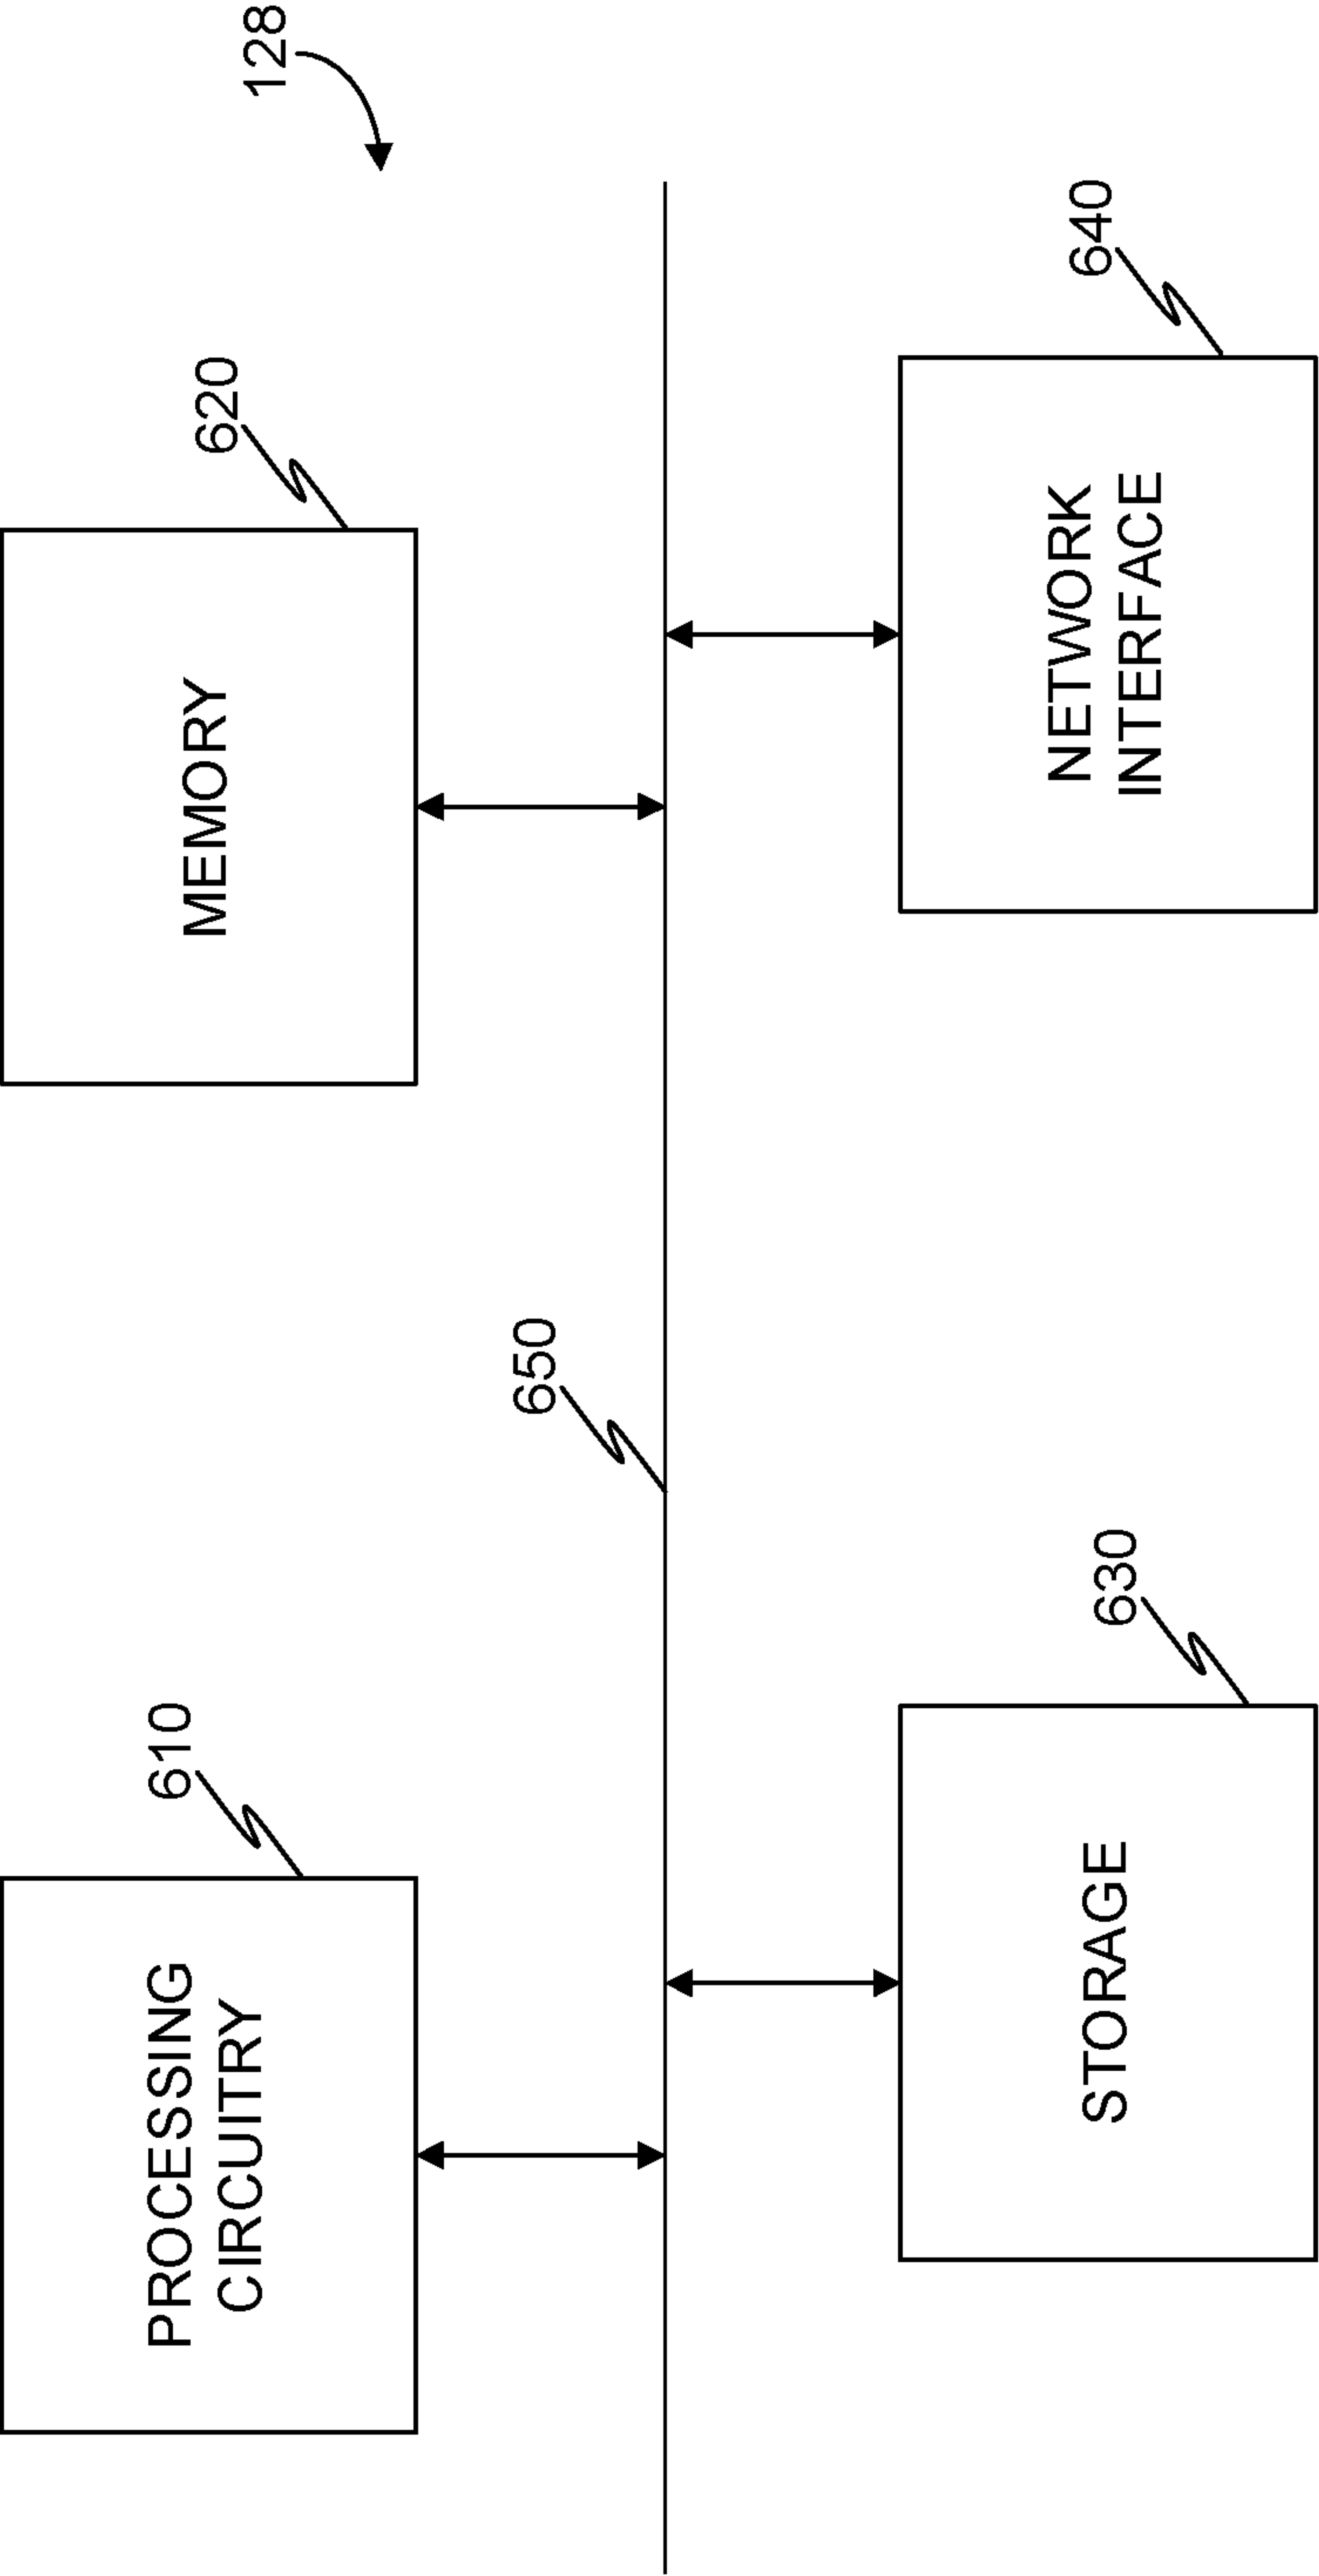 128
610
PROCESSING
CIRCUITRY
620
MEMORY
650
630
STORAGE
640
NETWORK
INTERFACE